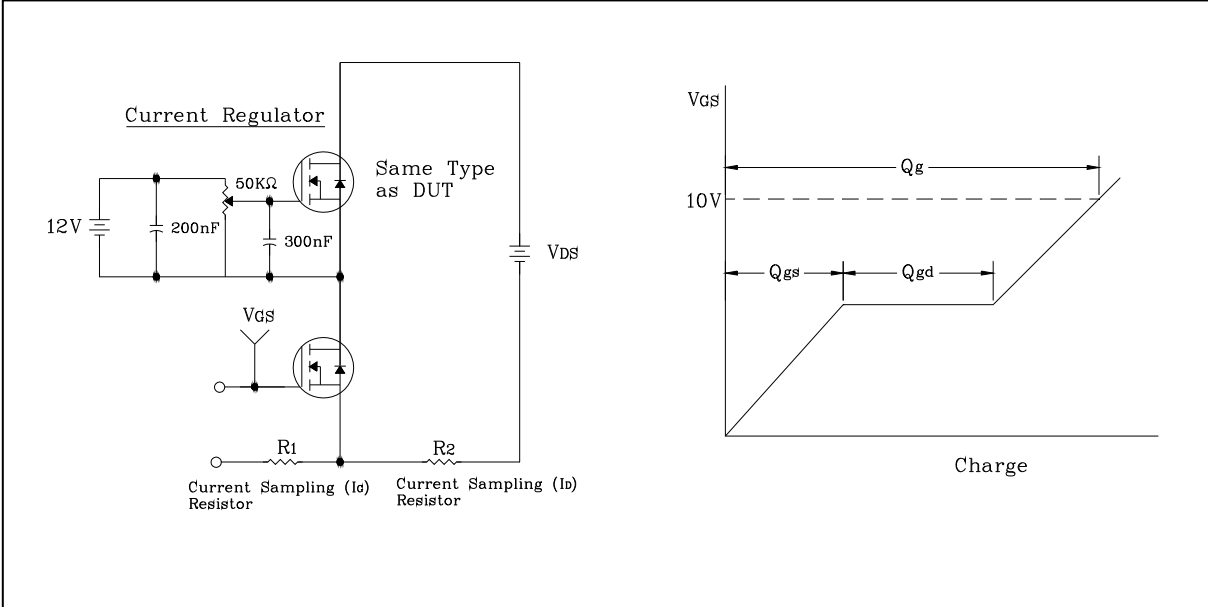 Current Regulator
Same Type
as DUT
50KΩ
12V
200nF
300nF
VDS
VGS
R1
R2
Current Sampling (IG)
Resistor
Current Sampling (ID)
Resistor
VGS
Qg
10V
Qgs
Qgd
Charge